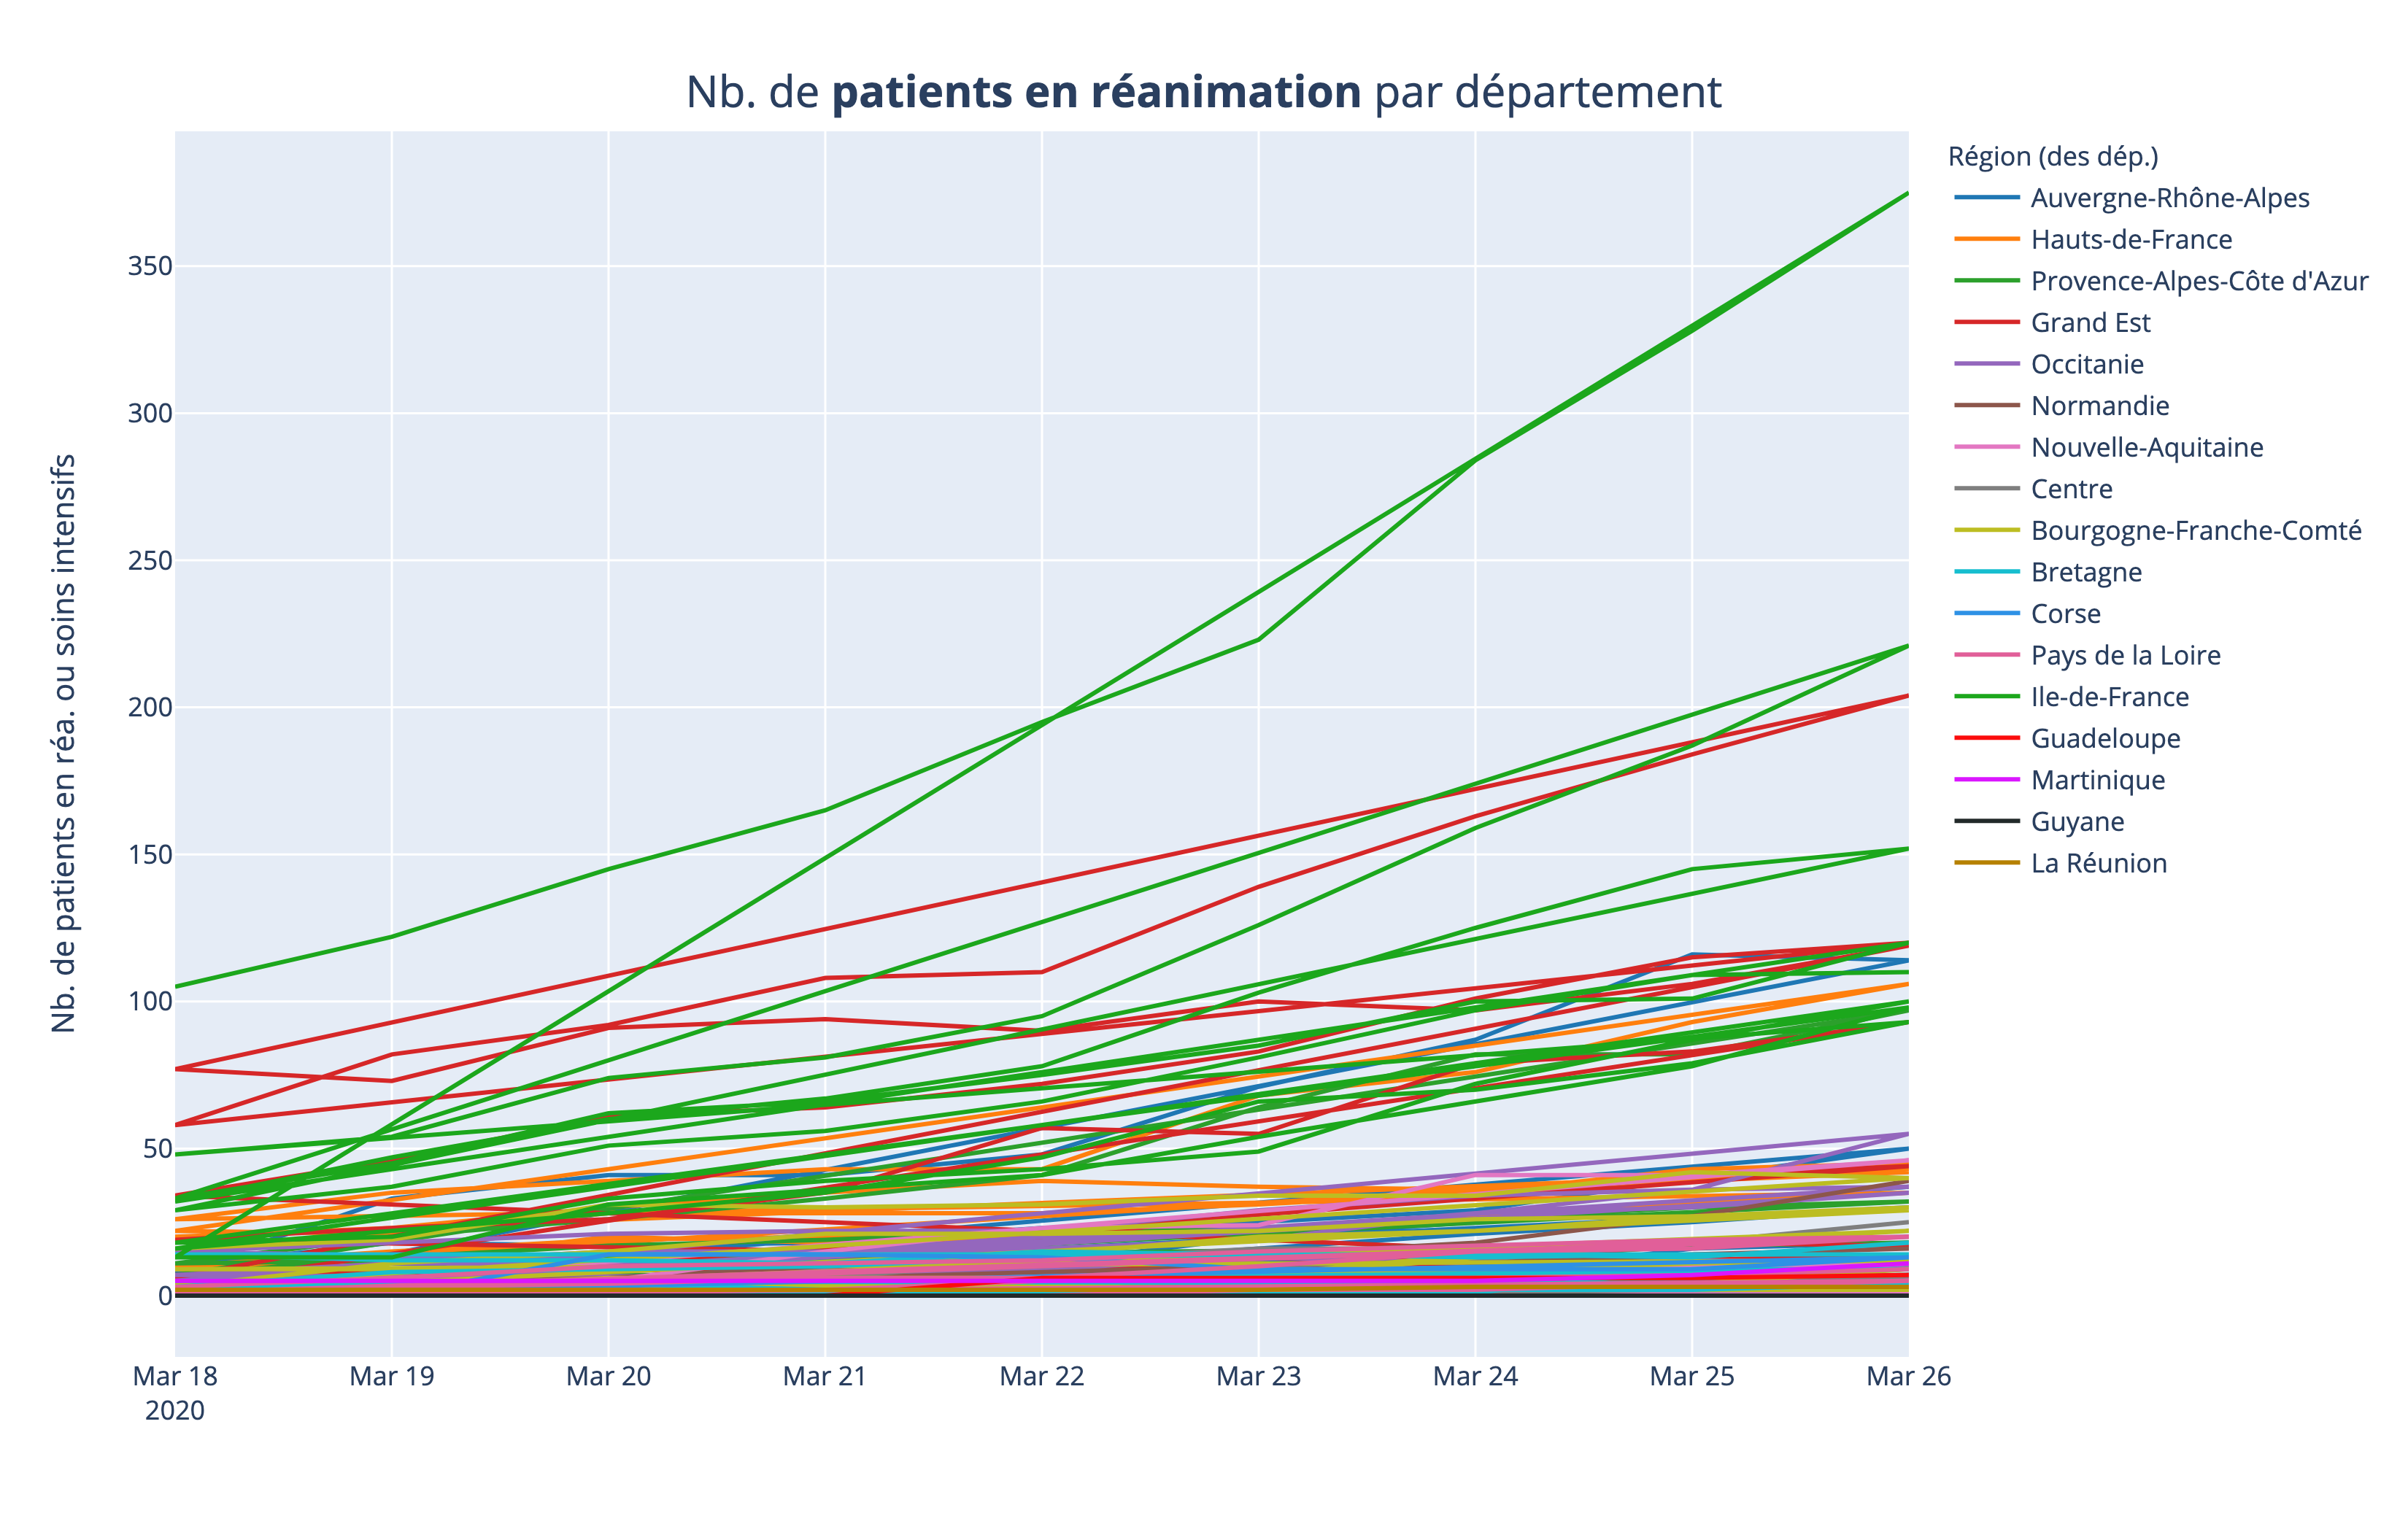 Nb. de patients en réanimation par département
Nb. de patients en réa. ou soins intensifs
350
300
250
200
150
100
50
0
Mar 18
2020
Mar 19
Mar 20
Mar 21
Mar 22
Mar 23
Mar 24
Mar 25
Mar 26
Région (des dép.)
Auvergne-Rhône-Alpes
Hauts-de-France
Provence-Alpes-Côte d'Azur
Grand Est
Occitanie
Normandie
Nouvelle-Aquitaine
Centre
Bourgogne-Franche-Comté
Bretagne
Corse
Pays de la Loire
Ile-de-France
Guadeloupe
Martinique
Guyane
La Réunion